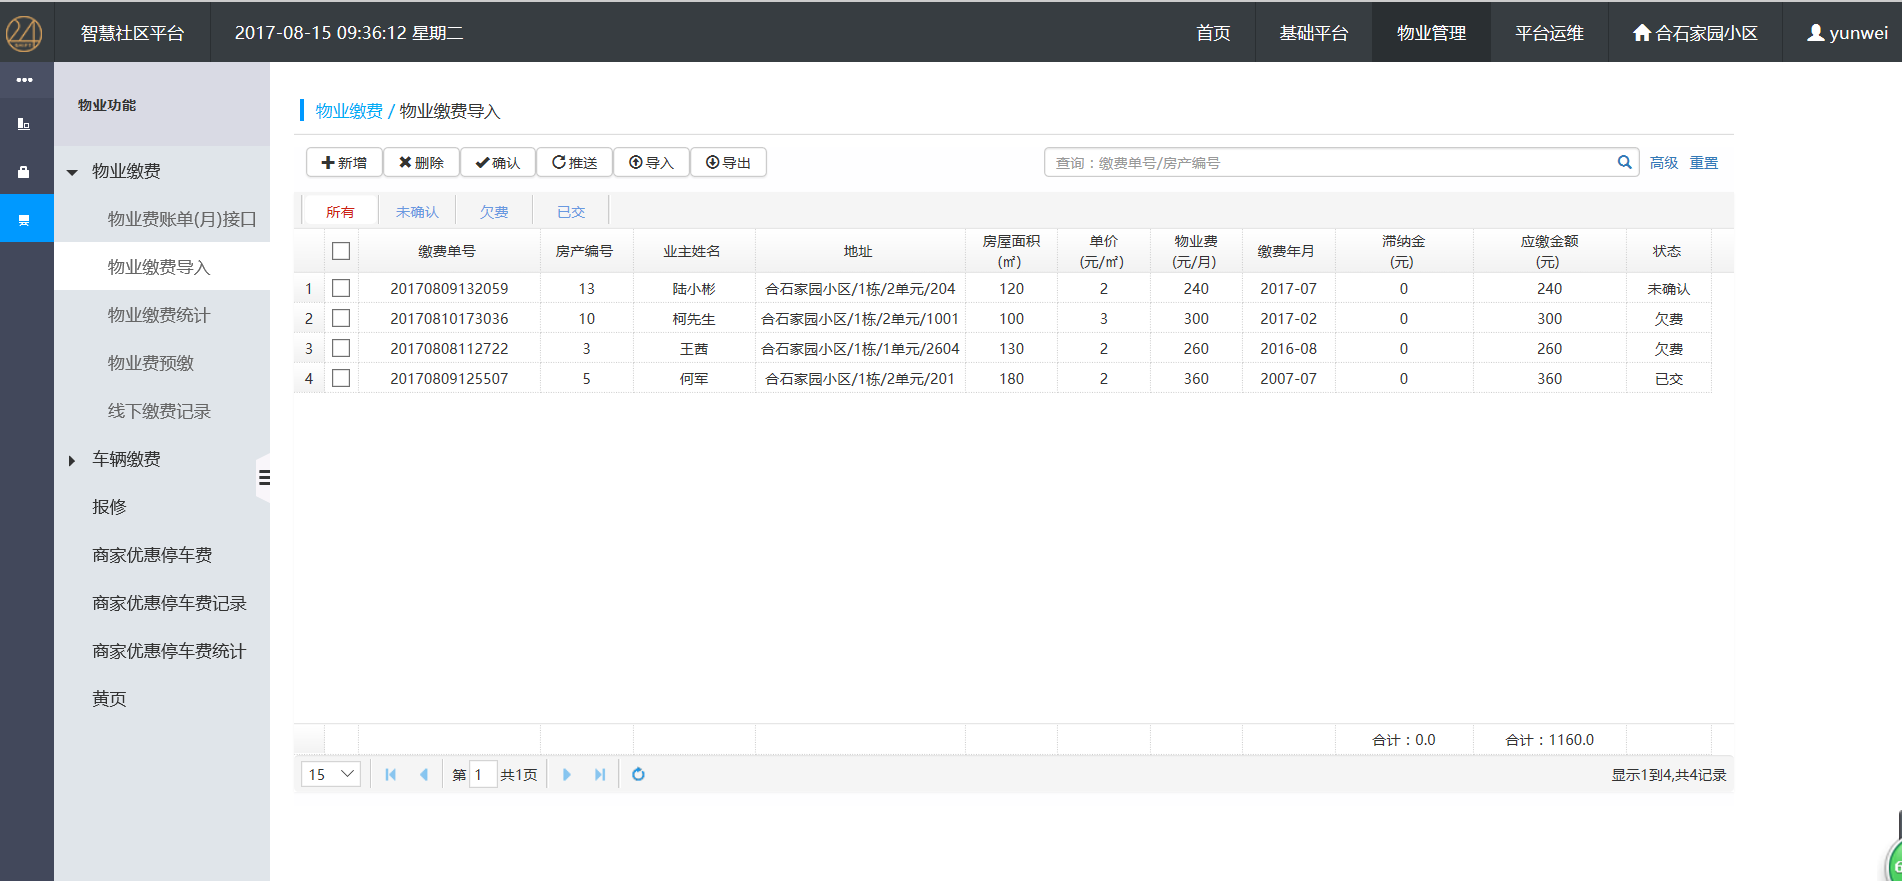 智慧社区平台 2017-08-15 09:36:12 星期二 首页 基础平台 物业管理 平台运维 合石家园小区 yunwei
物业功能
物业缴费
物业费账单(月)接口
物业缴费导入
物业缴费统计
物业费预缴
线下缴费记录
车辆缴费
报修
商家优惠停车费
商家优惠停车费记录
商家优惠停车费统计
黄页
物业缴费 / 物业缴费导入
新增 删除 确认 推送 导入 导出 查询：缴费单号/房产编号 高级 重置
所有 未确认 欠费 已交
缴费单号 房产编号 业主姓名 地址 房屋面积(㎡) 单价(元/㎡) 物业费(元/月) 缴费年月 滞纳金(元) 应缴金额(元) 状态
1 20170809132059 13 陆小彬 合石家园小区/1栋/2单元/204 120 2 240 2017-07 0 240 未确认
2 20170810173036 10 柯先生 合石家园小区/1栋/2单元/1001 100 3 300 2017-02 0 300 欠费
3 20170808112722 3 王茜 合石家园小区/1栋/1单元/2604 130 2 260 2016-08 0 260 欠费
4 20170809125507 5 何军 合石家园小区/1栋/2单元/201 180 2 360 2007-07 0 360 已交
合计：0.0 合计：1160.0
15 第 1 共1页 显示1到4,共4记录